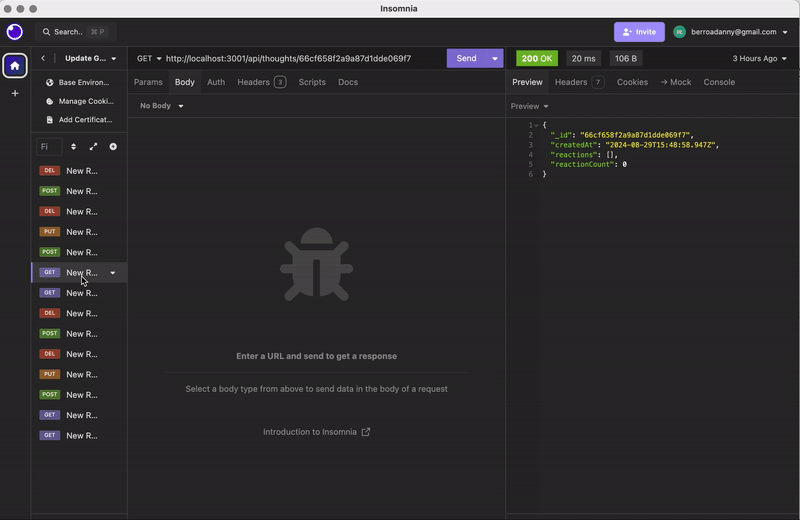 Insomnia
Search.. ⌘ P
Invite
berroadanny@gmail.com
Update G...
GET http://localhost:3001/api/thoughts/66cf658f2a9a87d1dde069f7
Send
200 OK 20 ms 106 B 3 Hours Ago
Base Environ...
Manage Cooki...
Add Certificat...
Params Body Auth Headers 3 Scripts Docs
Preview Headers 7 Cookies → Mock Console
No Body
Preview
Fi
DEL New R...
POST New R...
DEL New R...
PUT New R...
POST New R...
GET New R...
GET New R...
DEL New R...
POST New R...
DEL New R...
PUT New R...
POST New R...
GET New R...
GET New R...
Enter a URL and send to get a response
Select a body type from above to send data in the body of a request
Introduction to Insomnia
1 {
2 "_id": "66cf658f2a9a87d1dde069f7",
3 "createdAt": "2024-08-29T15:48:58.947Z",
4 "reactions": [],
5 "reactionCount": 0
6 }